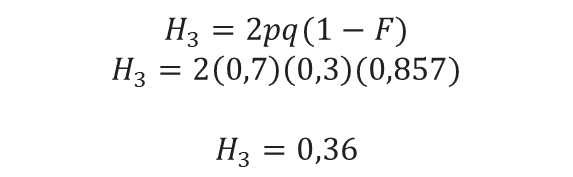 H₃ = 2pq(1 − F)
H₃ = 2(0,7)(0,3)(0,857)
H₃ = 0,36